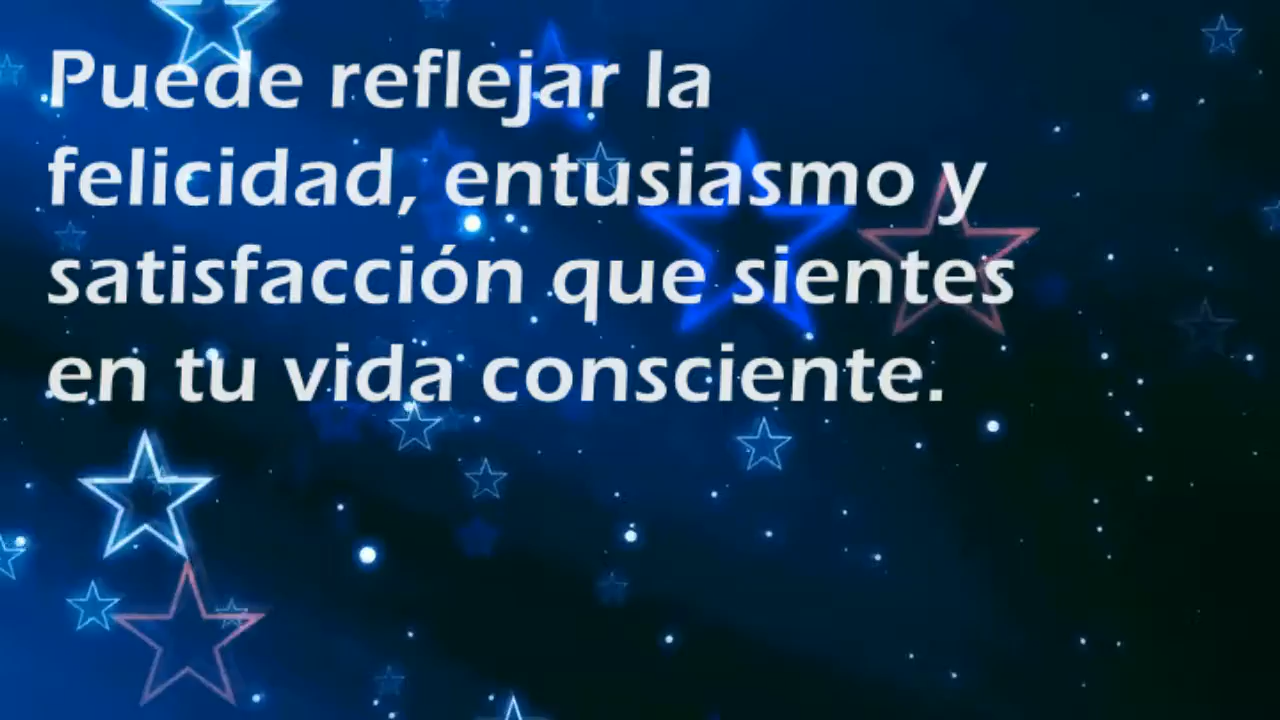 Puede reflejar la
felicidad, entusiasmo y
satisfacción que sientes
en tu vida consciente.